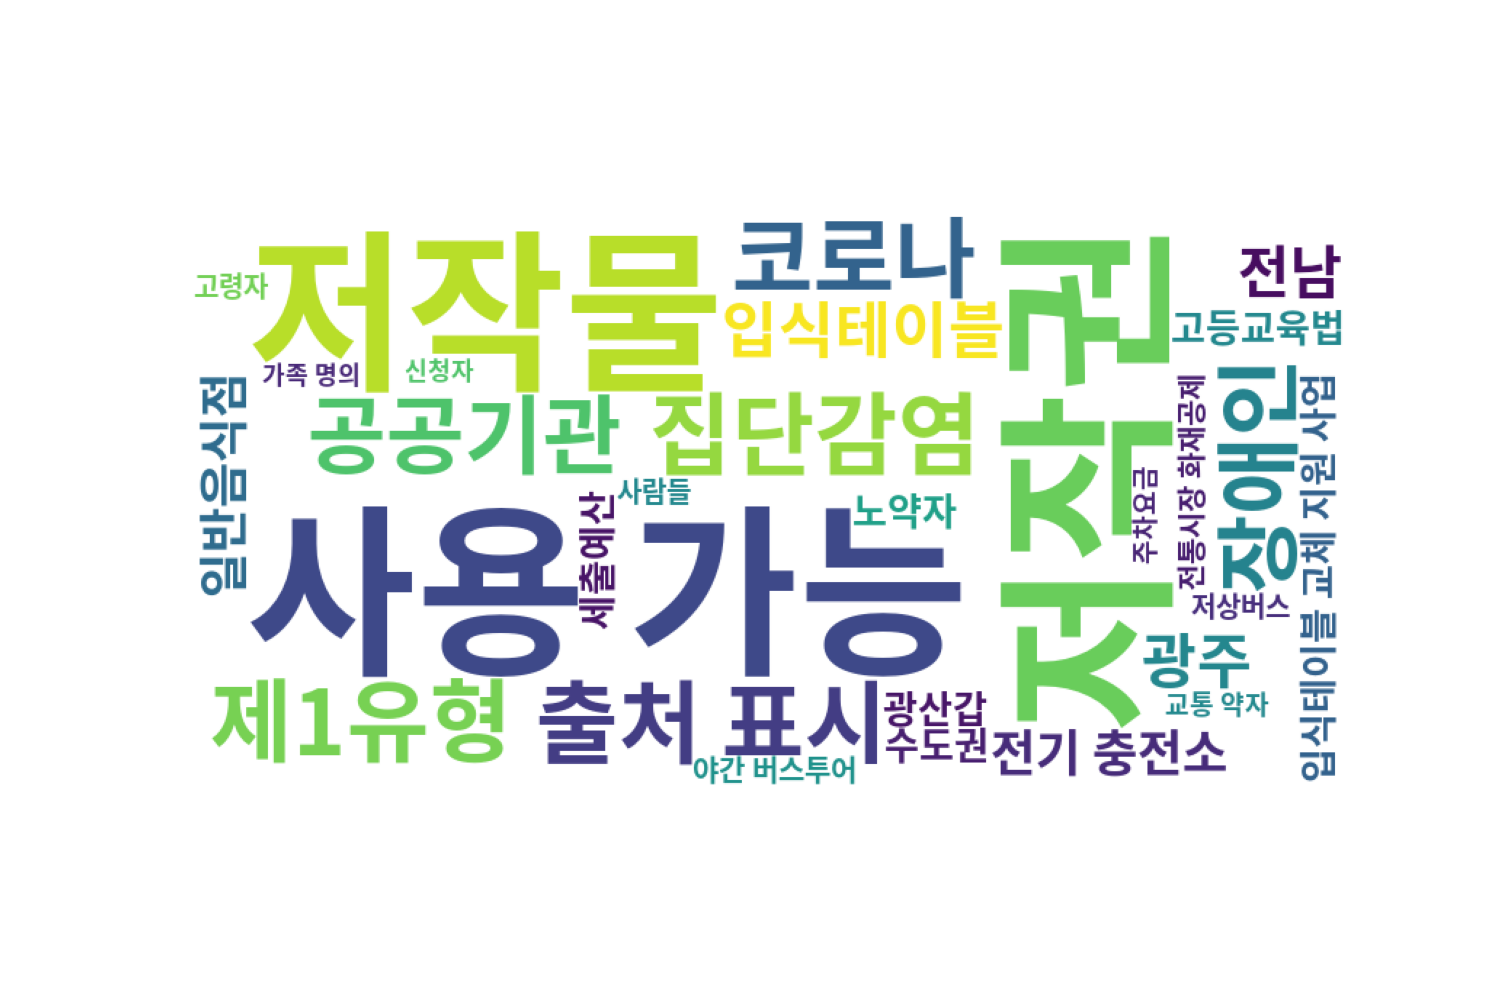 저작물
코로나
저작권
전남
고령자
입식테이블
고등교육법
가족 명의
신청자
일반음식점
공공기관
집단감염
장애인
전통시장 화재공제
입식테이블 교체 지원 사업
주차요금
사람들
노약자
세출예산
사용 가능
저상버스
광주
제1유형
출처 표시
광산갑
교통 약자
수도권
전기 충전소
야간 버스투어